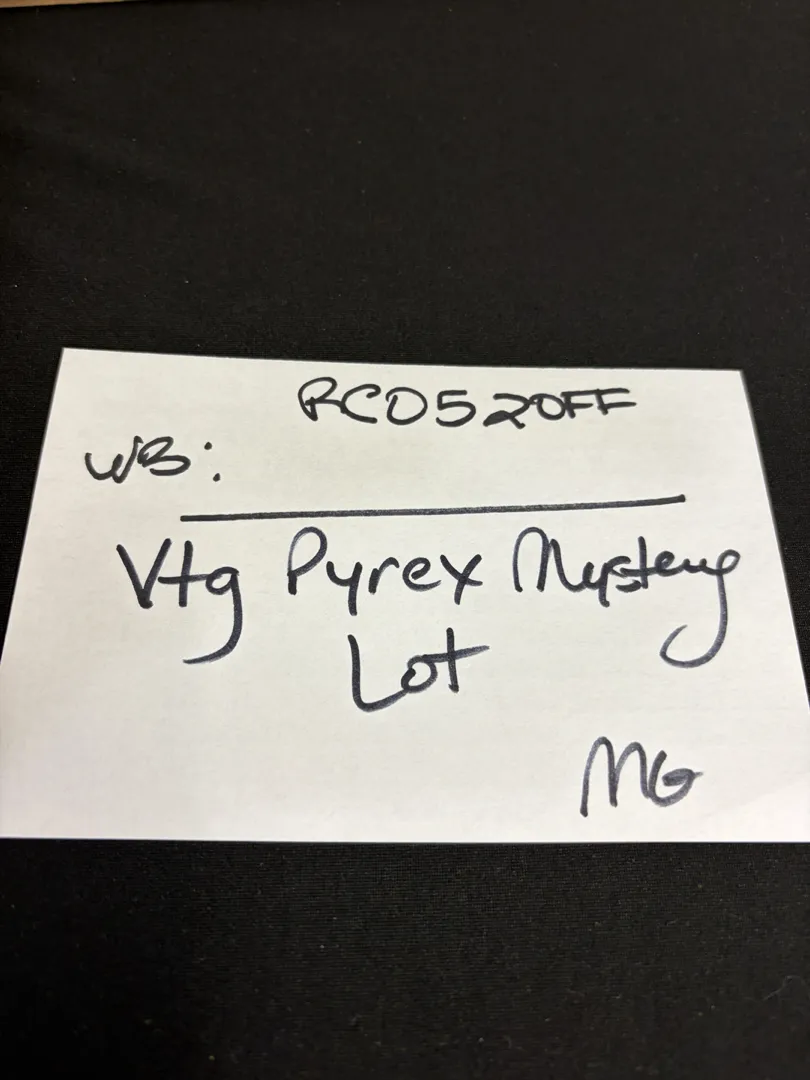 RC0520FF
WB:
Vtg Pyrex Mystery
Lot
MG